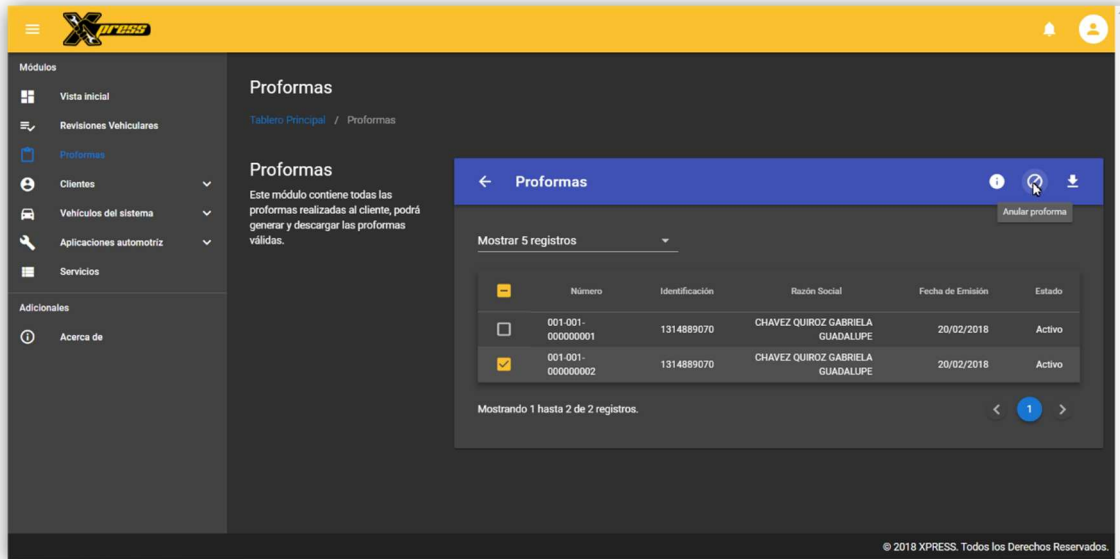 Xpress
Módulos
Vista inicial
Revisiones Vehiculares
Proformas
Clientes
Vehículos del sistema
Aplicaciones automotriz
Servicios
Adicionales
Acerca de
Proformas
Tablero Principal / Proformas
Proformas
Este módulo contiene todas las
proformas realizadas al cliente, podrá
generar y descargar las proformas
válidas.
Proformas
Anular proforma
Mostrar 5 registros
Número Identificación Razón Social Fecha de Emisión Estado
001-001-
000000001 1314889070 CHAVEZ QUIROZ GABRIELA
GUADALUPE 20/02/2018 Activo
001-001-
000000002 1314889070 CHAVEZ QUIROZ GABRIELA
GUADALUPE 20/02/2018 Activo
Mostrando 1 hasta 2 de 2 registros.
1
© 2018 XPRESS. Todos los Derechos Reservados.